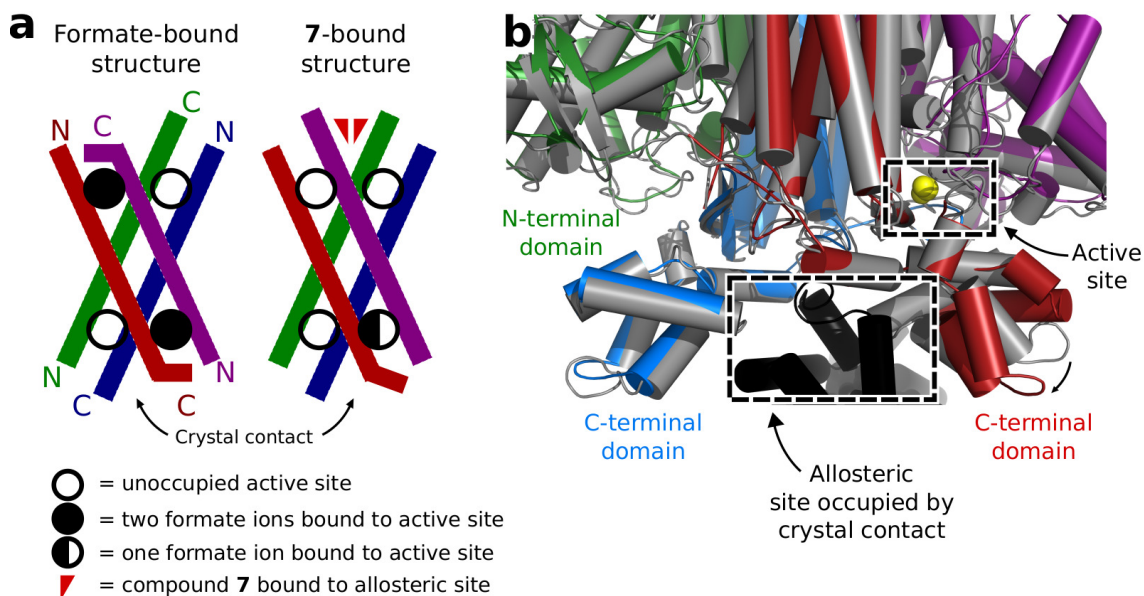 a
Formate-bound
structure
7-bound
structure
N
C
C
N
N
C
C
N
Crystal contact
= unoccupied active site
= two formate ions bound to active site
= one formate ion bound to active site
= compound 7 bound to allosteric site
b
N-terminal
domain
Active
site
C-terminal
domain
C-terminal
domain
Allosteric
site occupied by
crystal contact